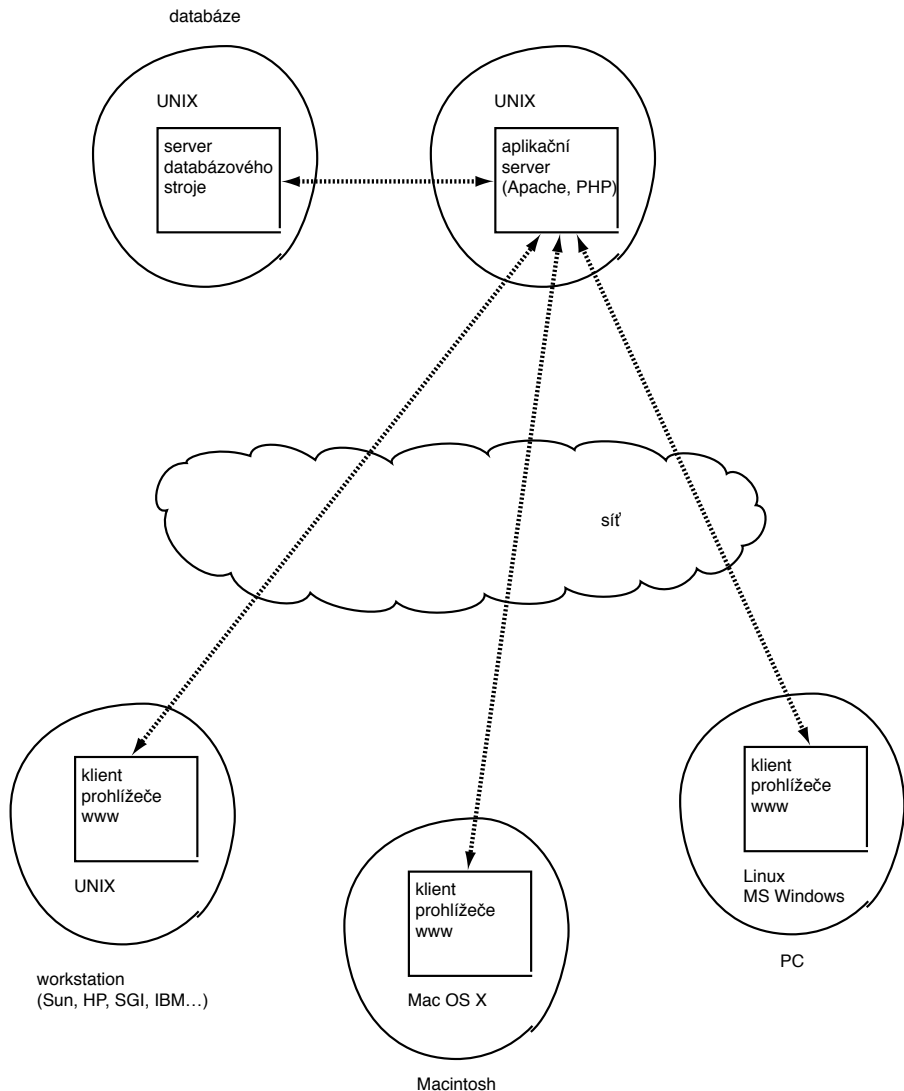 databáze
UNIX
server
databázového
stroje
UNIX
aplikační
server
(Apache, PHP)
síť
klient
prohlížeče
www
UNIX
workstation
(Sun, HP, SGI, IBM…)
klient
prohlížeče
www
Mac OS X
Macintosh
klient
prohlížeče
www
Linux
MS Windows
PC